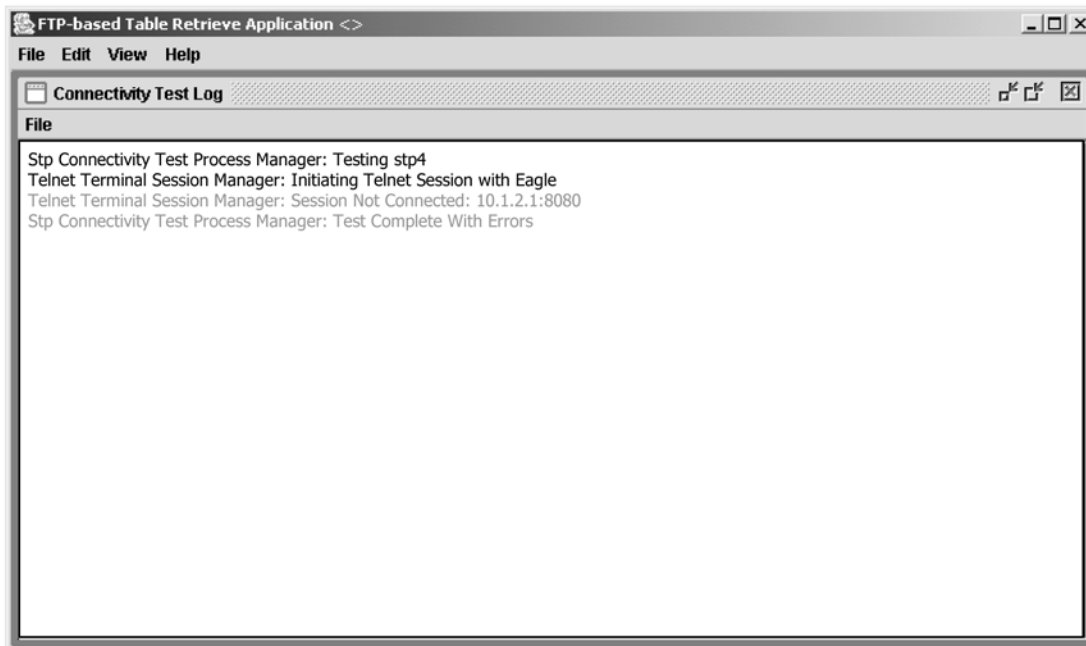 FTP-based Table Retrieve Application <>
File Edit View Help
Connectivity Test Log
File
Stp Connectivity Test Process Manager: Testing stp4
Telnet Terminal Session Manager: Initiating Telnet Session with Eagle
Telnet Terminal Session Manager: Session Not Connected: 10.1.2.1:8080
Stp Connectivity Test Process Manager: Test Complete With Errors